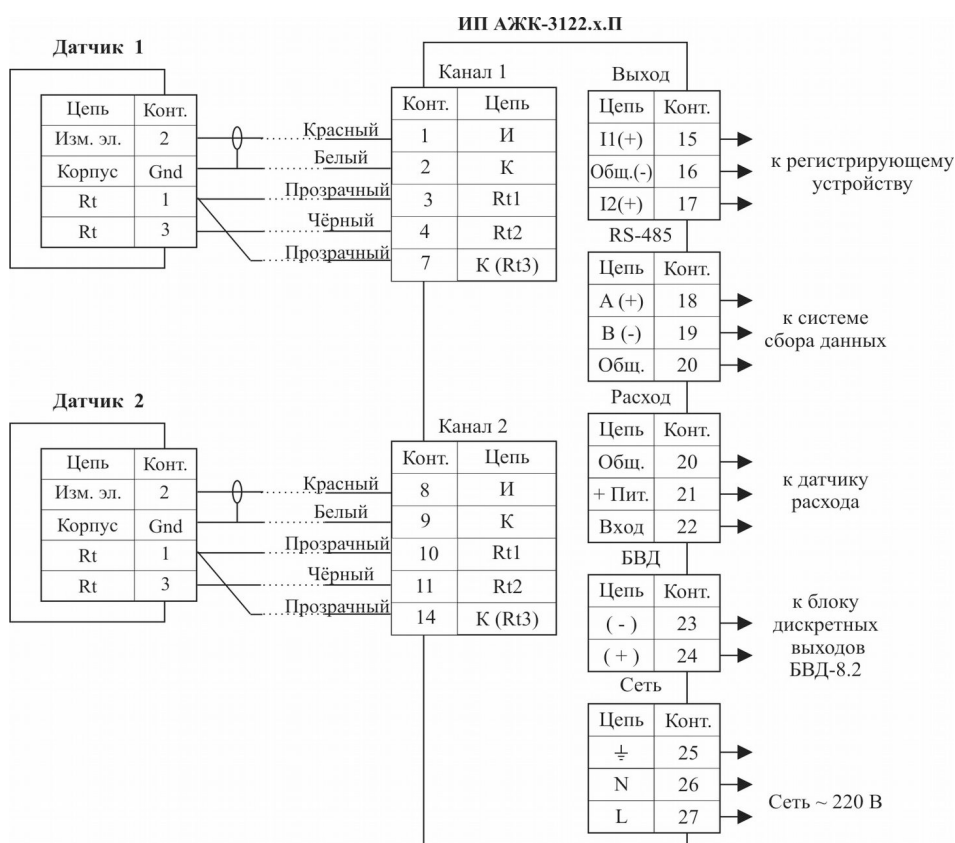 ИП АЖК-3122.х.П
Датчик 1
Цепь Конт.
Изм. эл. 2
Корпус Gnd
Rt 1
Rt 3
Красный
Белый
Прозрачный
Чёрный
Прозрачный
Канал 1
Конт. Цепь
1 И
2 К
3 Rt1
4 Rt2
7 К (Rt3)
Датчик 2
Цепь Конт.
Изм. эл. 2
Корпус Gnd
Rt 1
Rt 3
Красный
Белый
Прозрачный
Чёрный
Прозрачный
Канал 2
Конт. Цепь
8 И
9 К
10 Rt1
11 Rt2
14 К (Rt3)
Выход
Цепь Конт.
I1(+) 15
Общ.(-) 16
I2(+) 17
к регистрирующему
устройству
RS-485
Цепь Конт.
А (+) 18
В (-) 19
Общ. 20
к системе
сбора данных
Расход
Цепь Конт.
Общ. 20
+ Пит. 21
Вход 22
к датчику
расхода
БВД
Цепь Конт.
( - ) 23
( + ) 24
к блоку
дискретных
выходов
БВД-8.2
Сеть
Цепь Конт.
⏚ 25
N 26
L 27
Сеть ~ 220 В